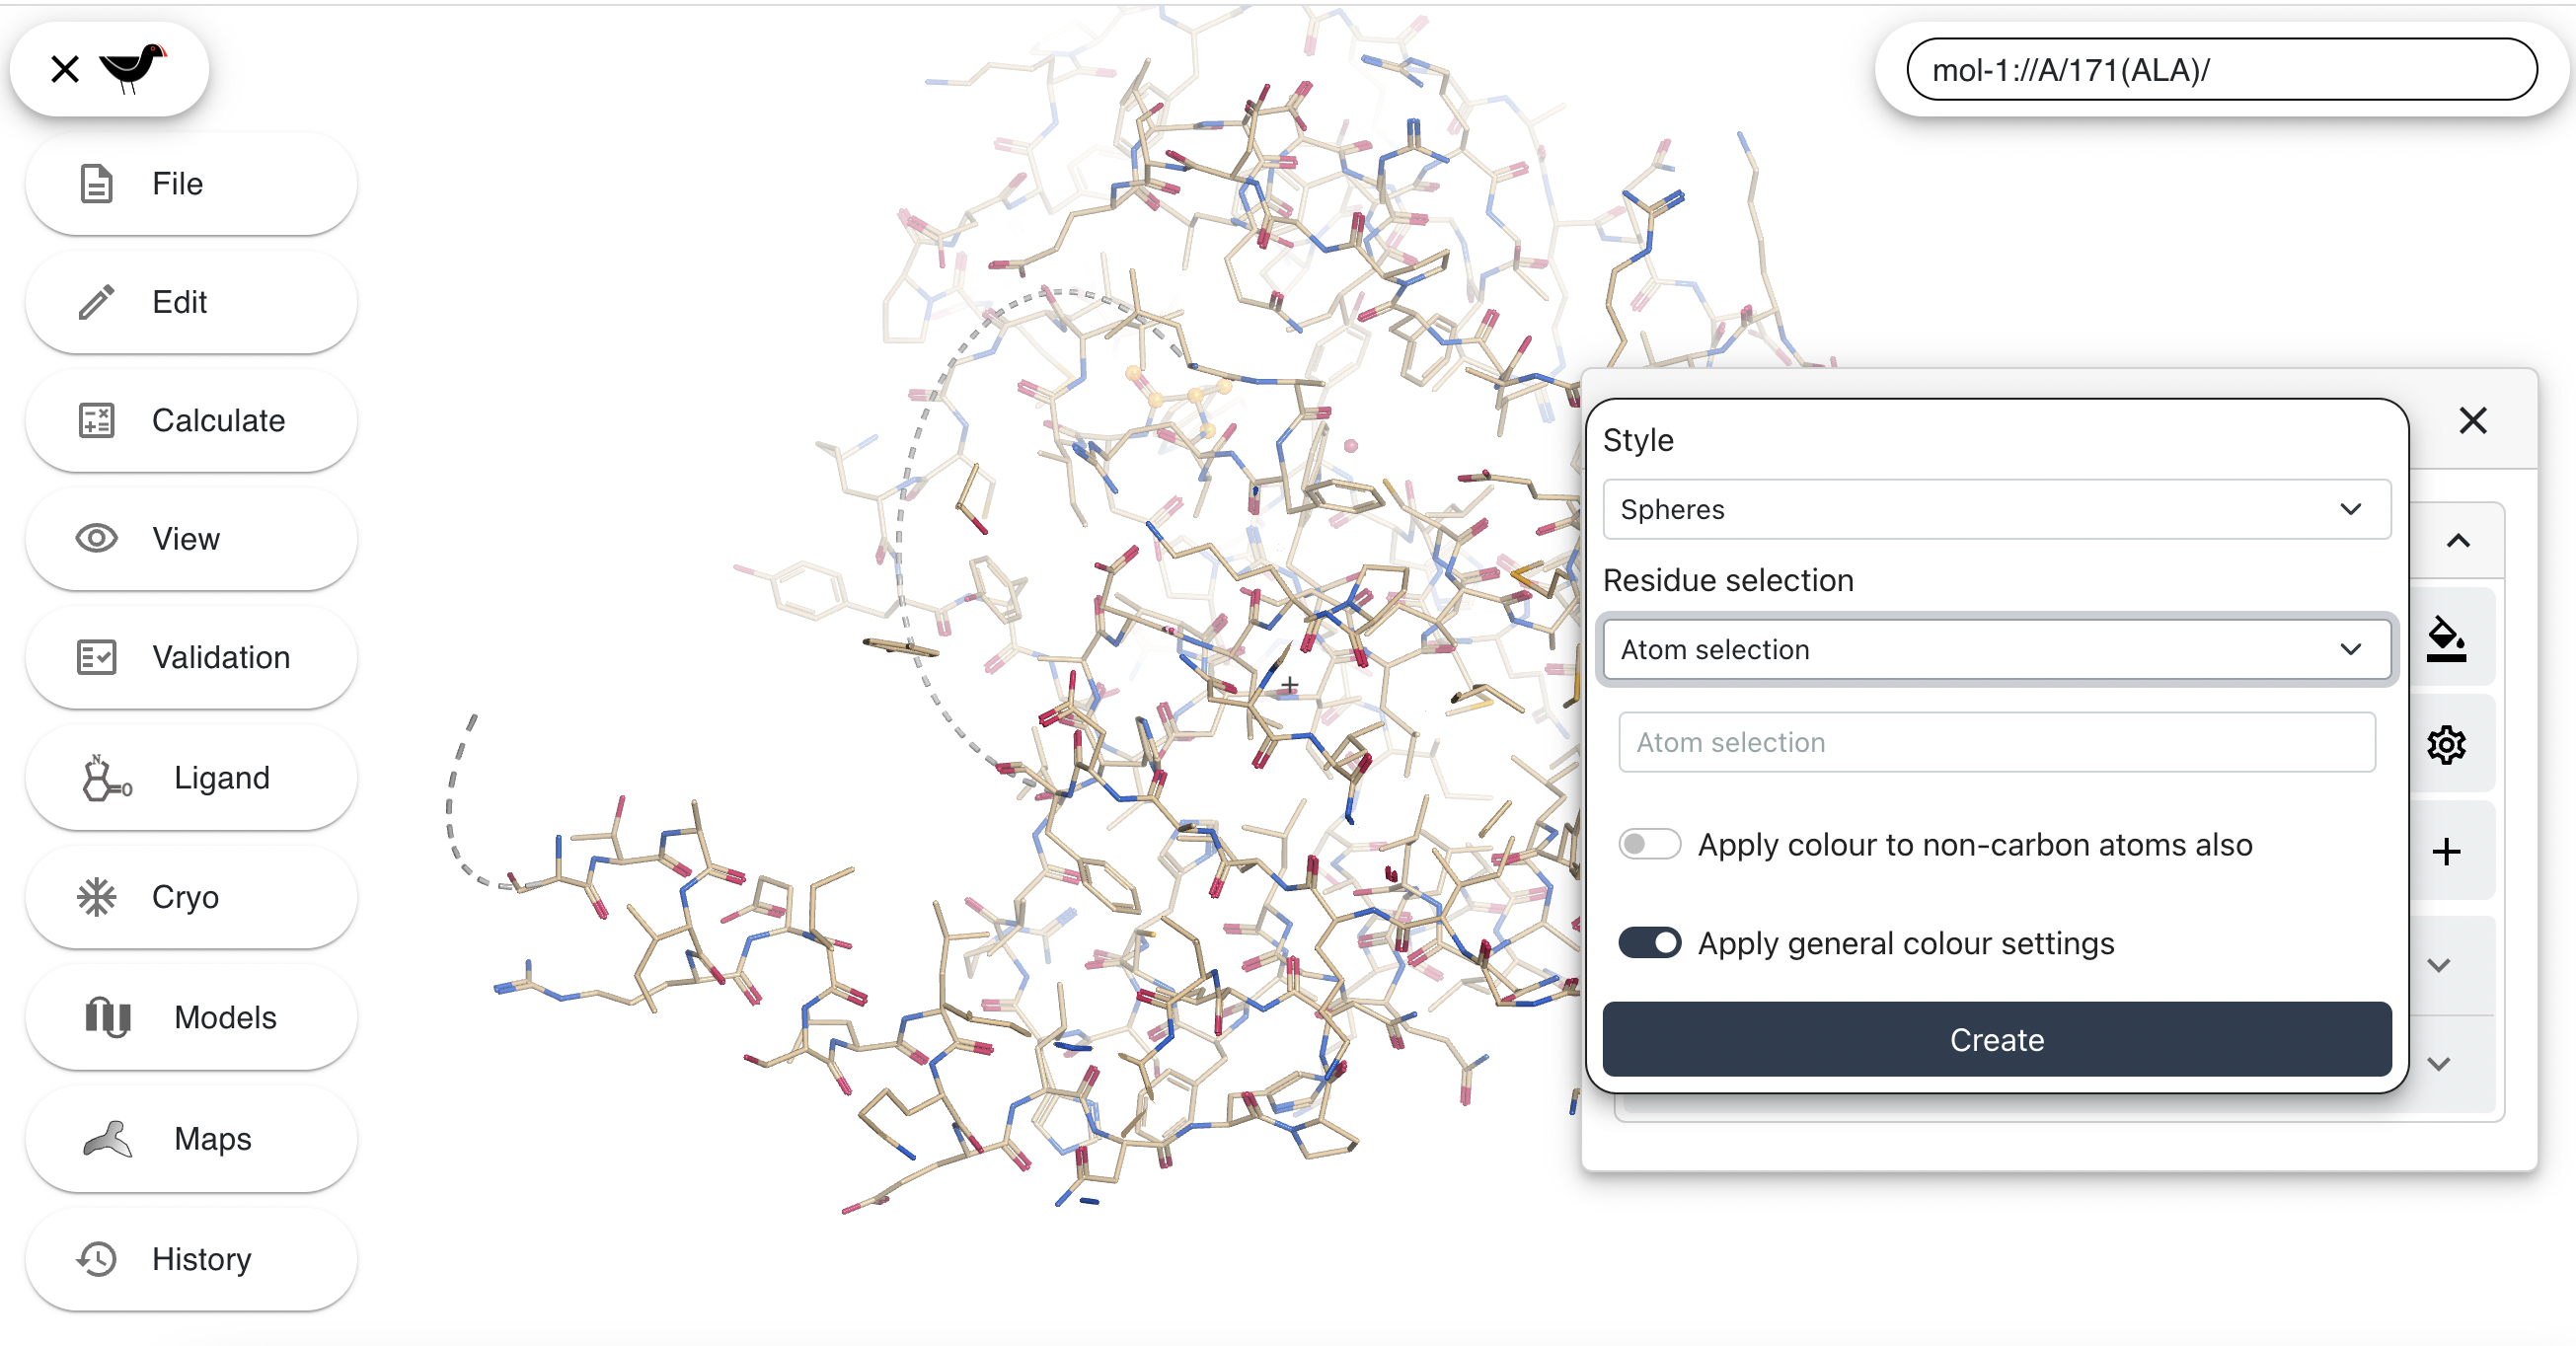 mol-1://A/171(ALA)/
File
Edit
Calculate
View
Validation
N
O
Ligand
Cryo
Models
Maps
History
Style
Spheres
Residue selection
Atom selection
Atom selection
Apply colour to non-carbon atoms also
Apply general colour settings
Create